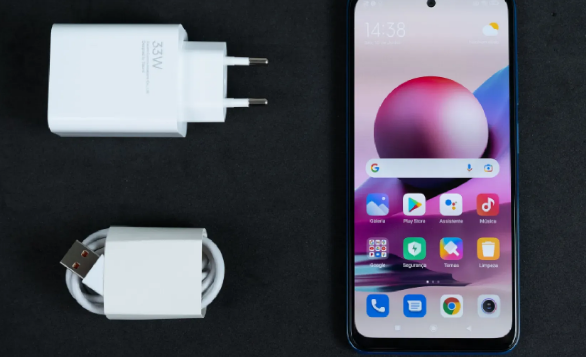 33W
14:38
Galeria
Play Store
Assistente
Música
Google
Segurança
Temas
Limpeza